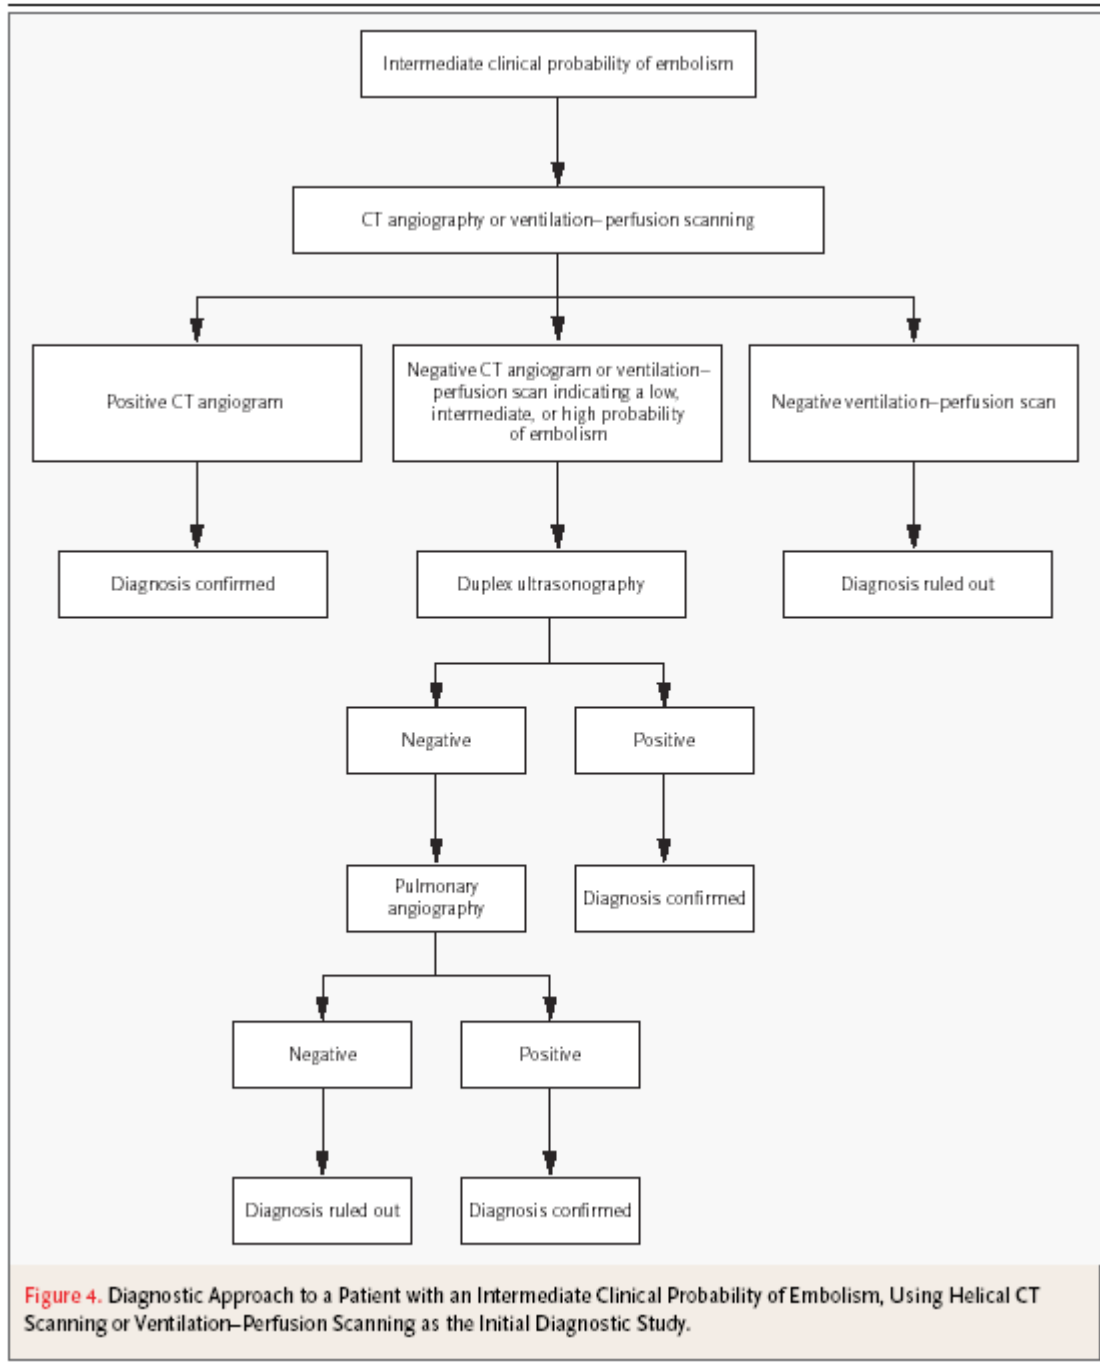 Intermediate clinical probability of embolism
CT angiography or ventilation–perfusion scanning
Positive CT angiogram
Negative CT angiogram or ventilation–
perfusion scan indicating a low,
intermediate, or high probability
of embolism
Negative ventilation–perfusion scan
Diagnosis confirmed
Duplex ultrasonography
Diagnosis ruled out
Negative
Positive
Pulmonary
angiography
Diagnosis confirmed
Negative
Positive
Diagnosis ruled out
Diagnosis confirmed
Figure 4. Diagnostic Approach to a Patient with an Intermediate Clinical Probability of Embolism, Using Helical CT
Scanning or Ventilation–Perfusion Scanning as the Initial Diagnostic Study.